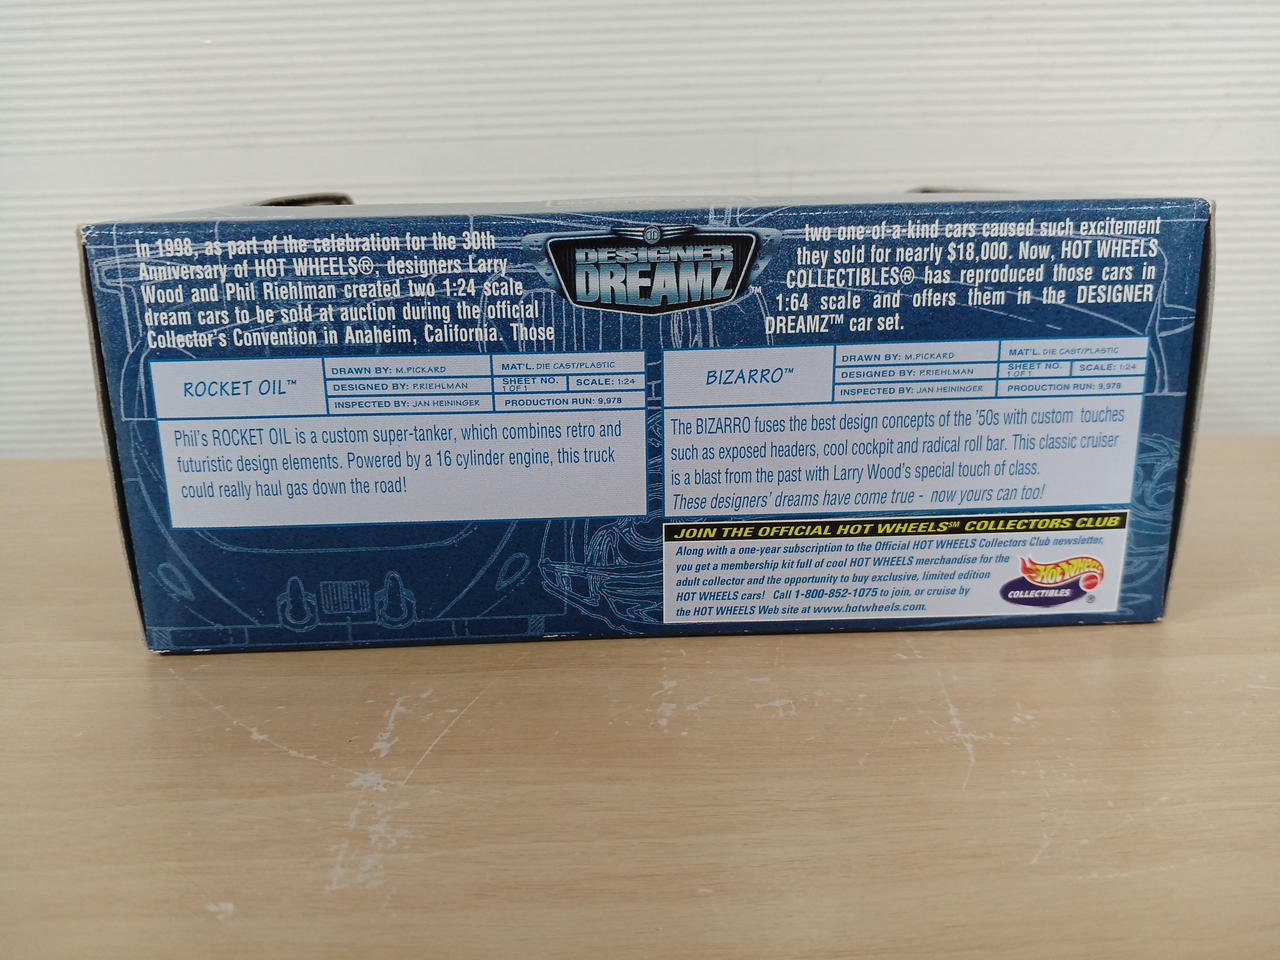 In 1998, as part of the celebration for the 30th
Anniversary of HOT WHEELS®, designers Larry
Wood and Phil Riehlman created two 1:24 scale
dream cars to be sold at auction during the official
Collector's Convention in Anaheim, California. Those
DESIGNER
DREAMZ™
two one-of-a-kind cars caused such excitement
they sold for nearly $18,000. Now, HOT WHEELS
COLLECTIBLES® has reproduced those cars in
1:64 scale and offers them in the DESIGNER
DREAMZ™ car set.
ROCKET OIL™
DRAWN BY: M.PICKARD
DESIGNED BY: P.RIEHLMAN
INSPECTED BY: JAN HEININGER
MAT'L. DIE CAST/PLASTIC
SHEET NO.
1 OF 1
SCALE: 1:24
PRODUCTION RUN: 9,978
Phil's ROCKET OIL is a custom super-tanker, which combines retro and
futuristic design elements. Powered by a 16 cylinder engine, this truck
could really haul gas down the road!
BIZARRO™
DRAWN BY: M.PICKARD
DESIGNED BY: P.RIEHLMAN
INSPECTED BY: JAN HEININGER
MAT'L. DIE CAST/PLASTIC
SHEET NO.
1 OF 1
SCALE: 1:24
PRODUCTION RUN: 9,978
The BIZARRO fuses the best design concepts of the '50s with custom touches
such as exposed headers, cool cockpit and radical roll bar. This classic cruiser
is a blast from the past with Larry Wood's special touch of class.
These designers' dreams have come true - now yours can too!
JOIN THE OFFICIAL HOT WHEELS℠ COLLECTORS CLUB
Along with a one-year subscription to the Official HOT WHEELS Collectors Club newsletter,
you get a membership kit full of cool HOT WHEELS merchandise for the
adult collector and the opportunity to buy exclusive, limited edition
HOT WHEELS cars! Call 1-800-852-1075 to join, or cruise by
the HOT WHEELS Web site at www.hotwheels.com.
Hot Wheels
COLLECTIBLES ®